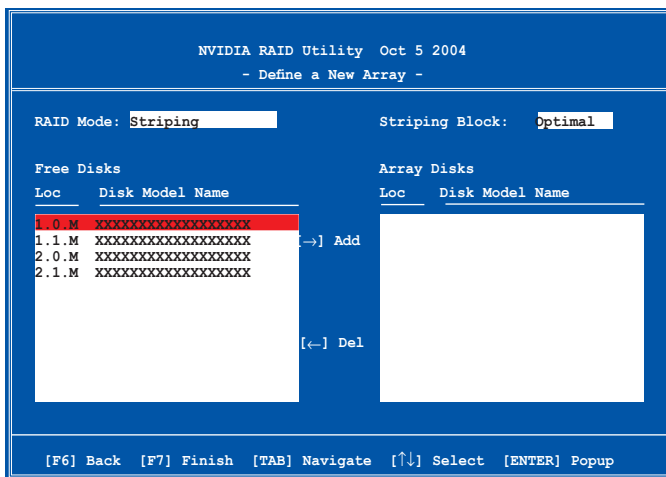 NVIDIA RAID Utility  Oct 5 2004
- Define a New Array -
RAID Mode: Striping
Striping Block: Optimal
Free Disks
Array Disks
Loc  Disk Model Name
Loc  Disk Model Name
1.0.M  XXXXXXXXXXXXXXXXXX
1.1.M  XXXXXXXXXXXXXXXXXX
2.0.M  XXXXXXXXXXXXXXXXXX
2.1.M  XXXXXXXXXXXXXXXXXX
[→] Add
[←] Del
[F6] Back  [F7] Finish  [TAB] Navigate  [↑↓] Select  [ENTER] Popup